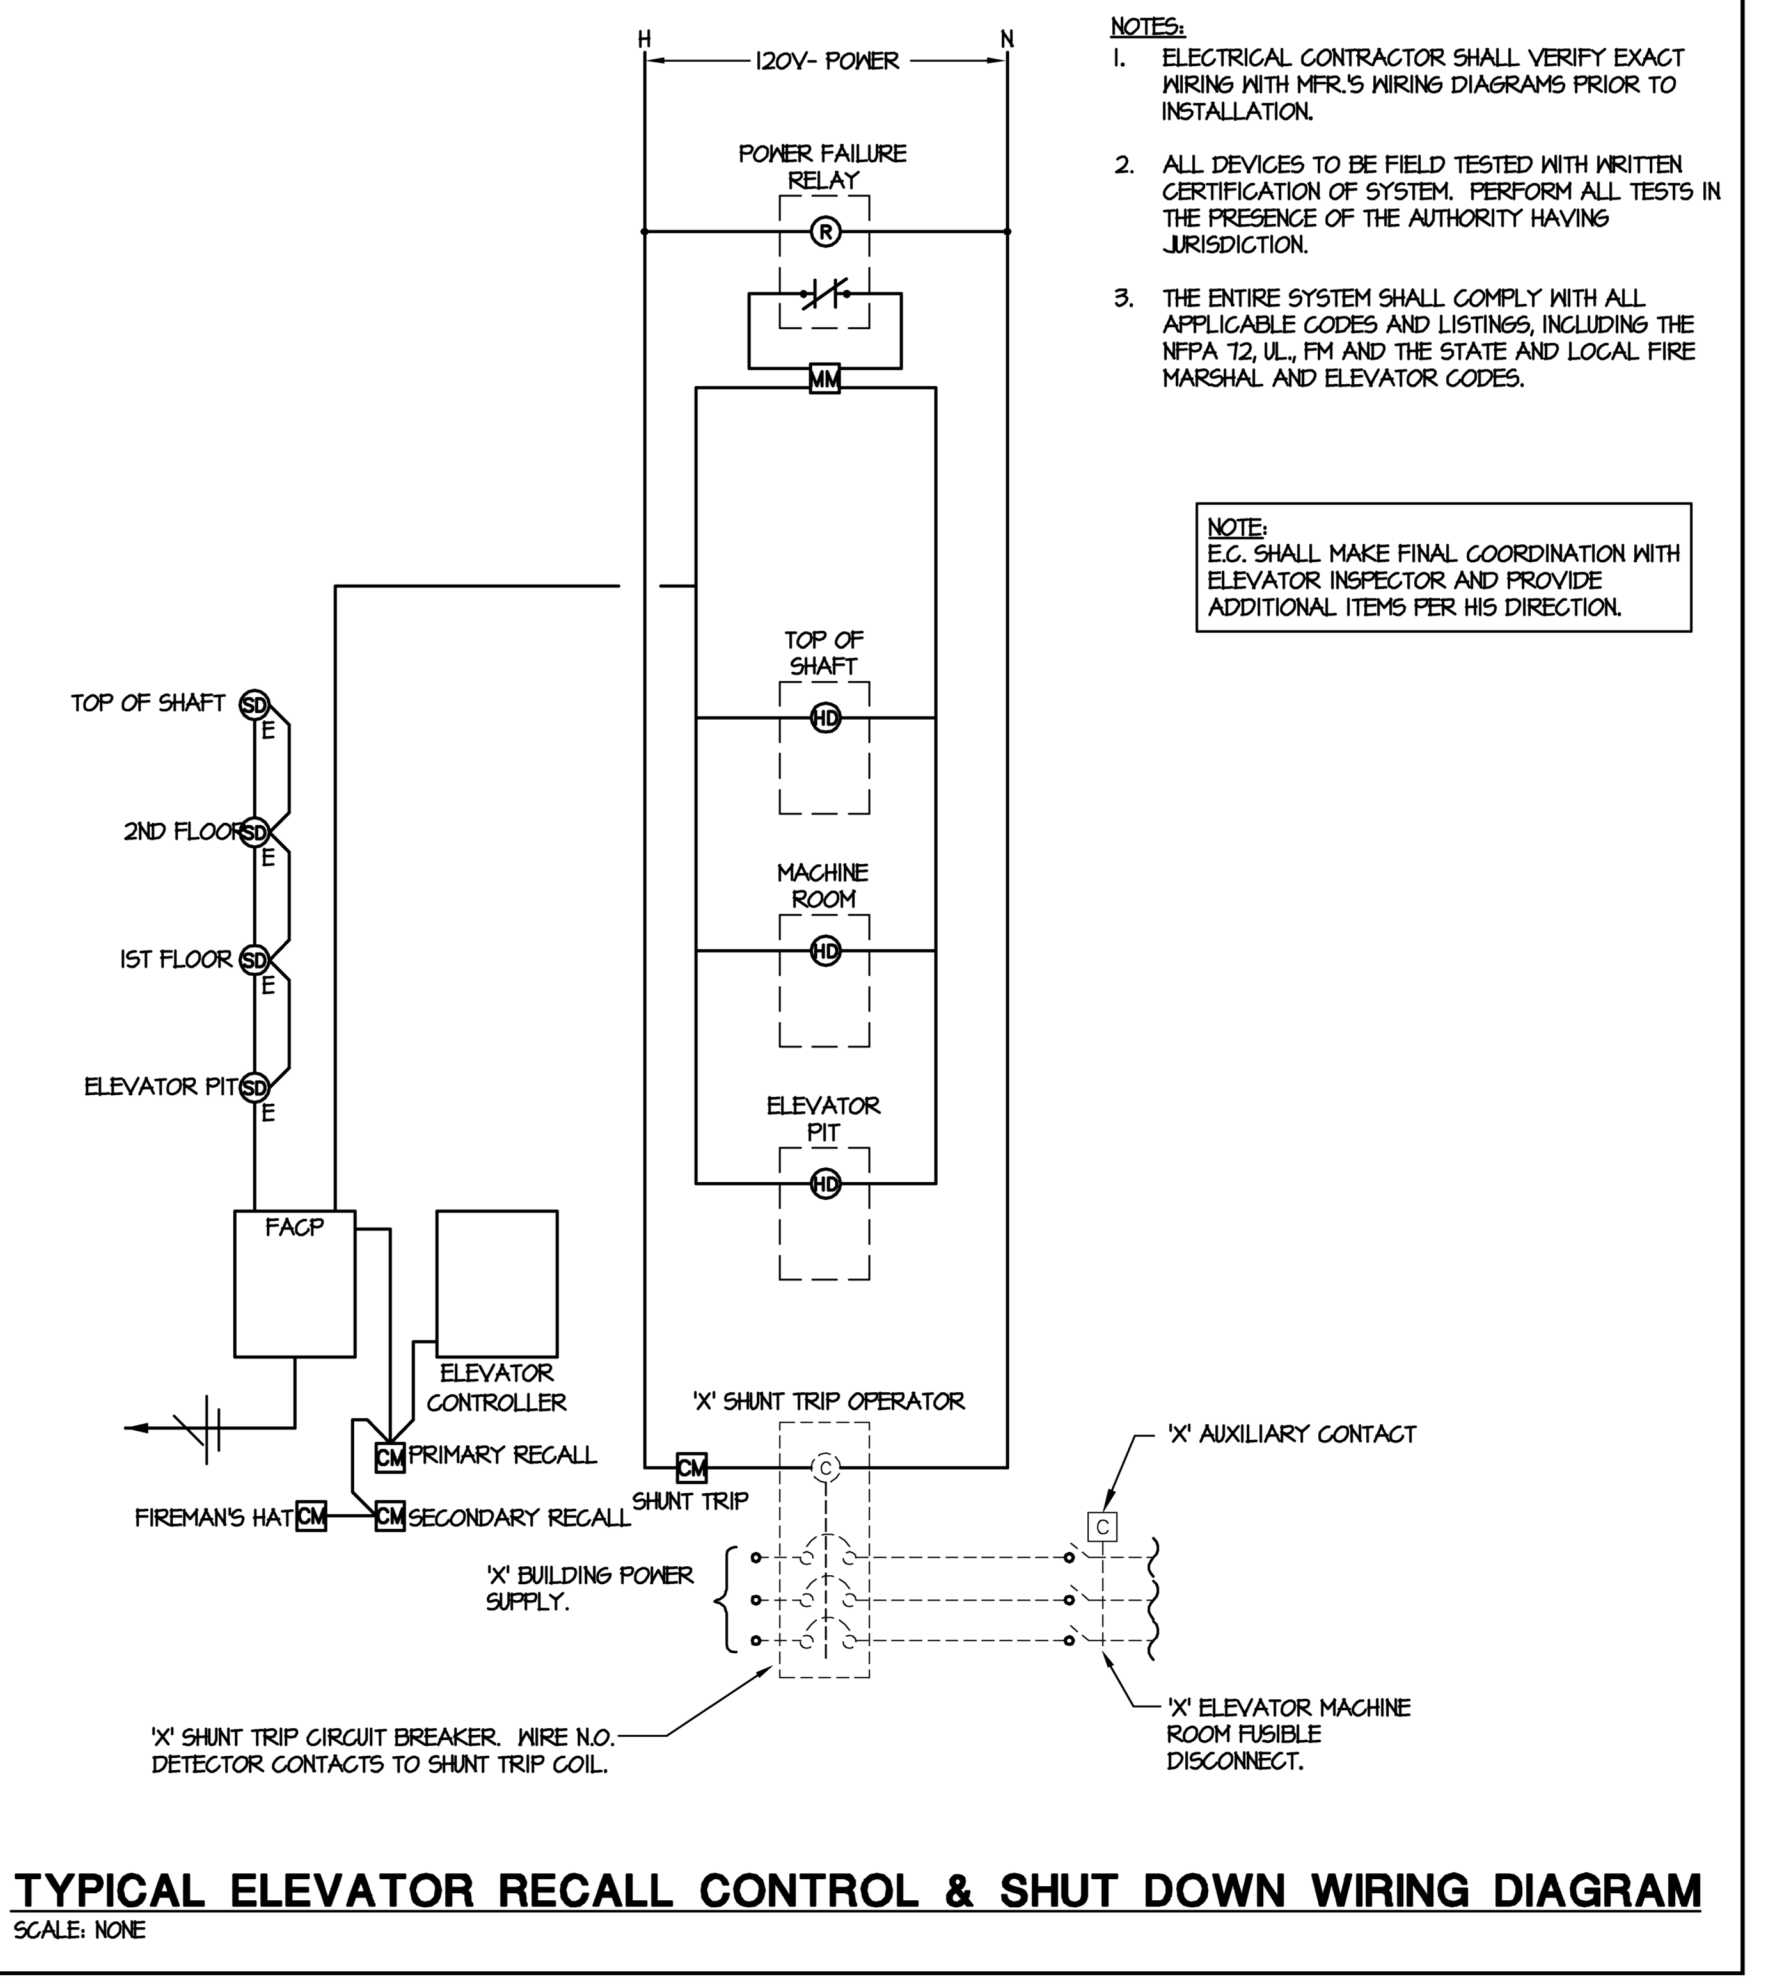 H
N
120V- POWER
POWER FAILURE
RELAY
R
MM
NOTES:
1. ELECTRICAL CONTRACTOR SHALL VERIFY EXACT
WIRING WITH MFR.'S WIRING DIAGRAMS PRIOR TO
INSTALLATION.
2. ALL DEVICES TO BE FIELD TESTED WITH WRITTEN
CERTIFICATION OF SYSTEM. PERFORM ALL TESTS IN
THE PRESENCE OF THE AUTHORITY HAVING
JURISDICTION.
3. THE ENTIRE SYSTEM SHALL COMPLY WITH ALL
APPLICABLE CODES AND LISTINGS, INCLUDING THE
NFPA 72, UL., FM AND THE STATE AND LOCAL FIRE
MARSHAL AND ELEVATOR CODES.
NOTE:
E.C. SHALL MAKE FINAL COORDINATION WITH
ELEVATOR INSPECTOR AND PROVIDE
ADDITIONAL ITEMS PER HIS DIRECTION.
TOP OF SHAFT SD
E
2ND FLOOR SD
E
1ST FLOOR SD
E
ELEVATOR PIT SD
E
TOP OF
SHAFT
HD
MACHINE
ROOM
HD
ELEVATOR
PIT
HD
FACP
ELEVATOR
CONTROLLER
CM PRIMARY RECALL
FIREMAN'S HAT CM CM SECONDARY RECALL
'X' SHUNT TRIP OPERATOR
CM C
SHUNT TRIP
'X' AUXILIARY CONTACT
C
'X' BUILDING POWER
SUPPLY.
'X' SHUNT TRIP CIRCUIT BREAKER. WIRE N.O.
DETECTOR CONTACTS TO SHUNT TRIP COIL.
'X' ELEVATOR MACHINE
ROOM FUSIBLE
DISCONNECT.
TYPICAL ELEVATOR RECALL CONTROL & SHUT DOWN WIRING DIAGRAM
SCALE: NONE